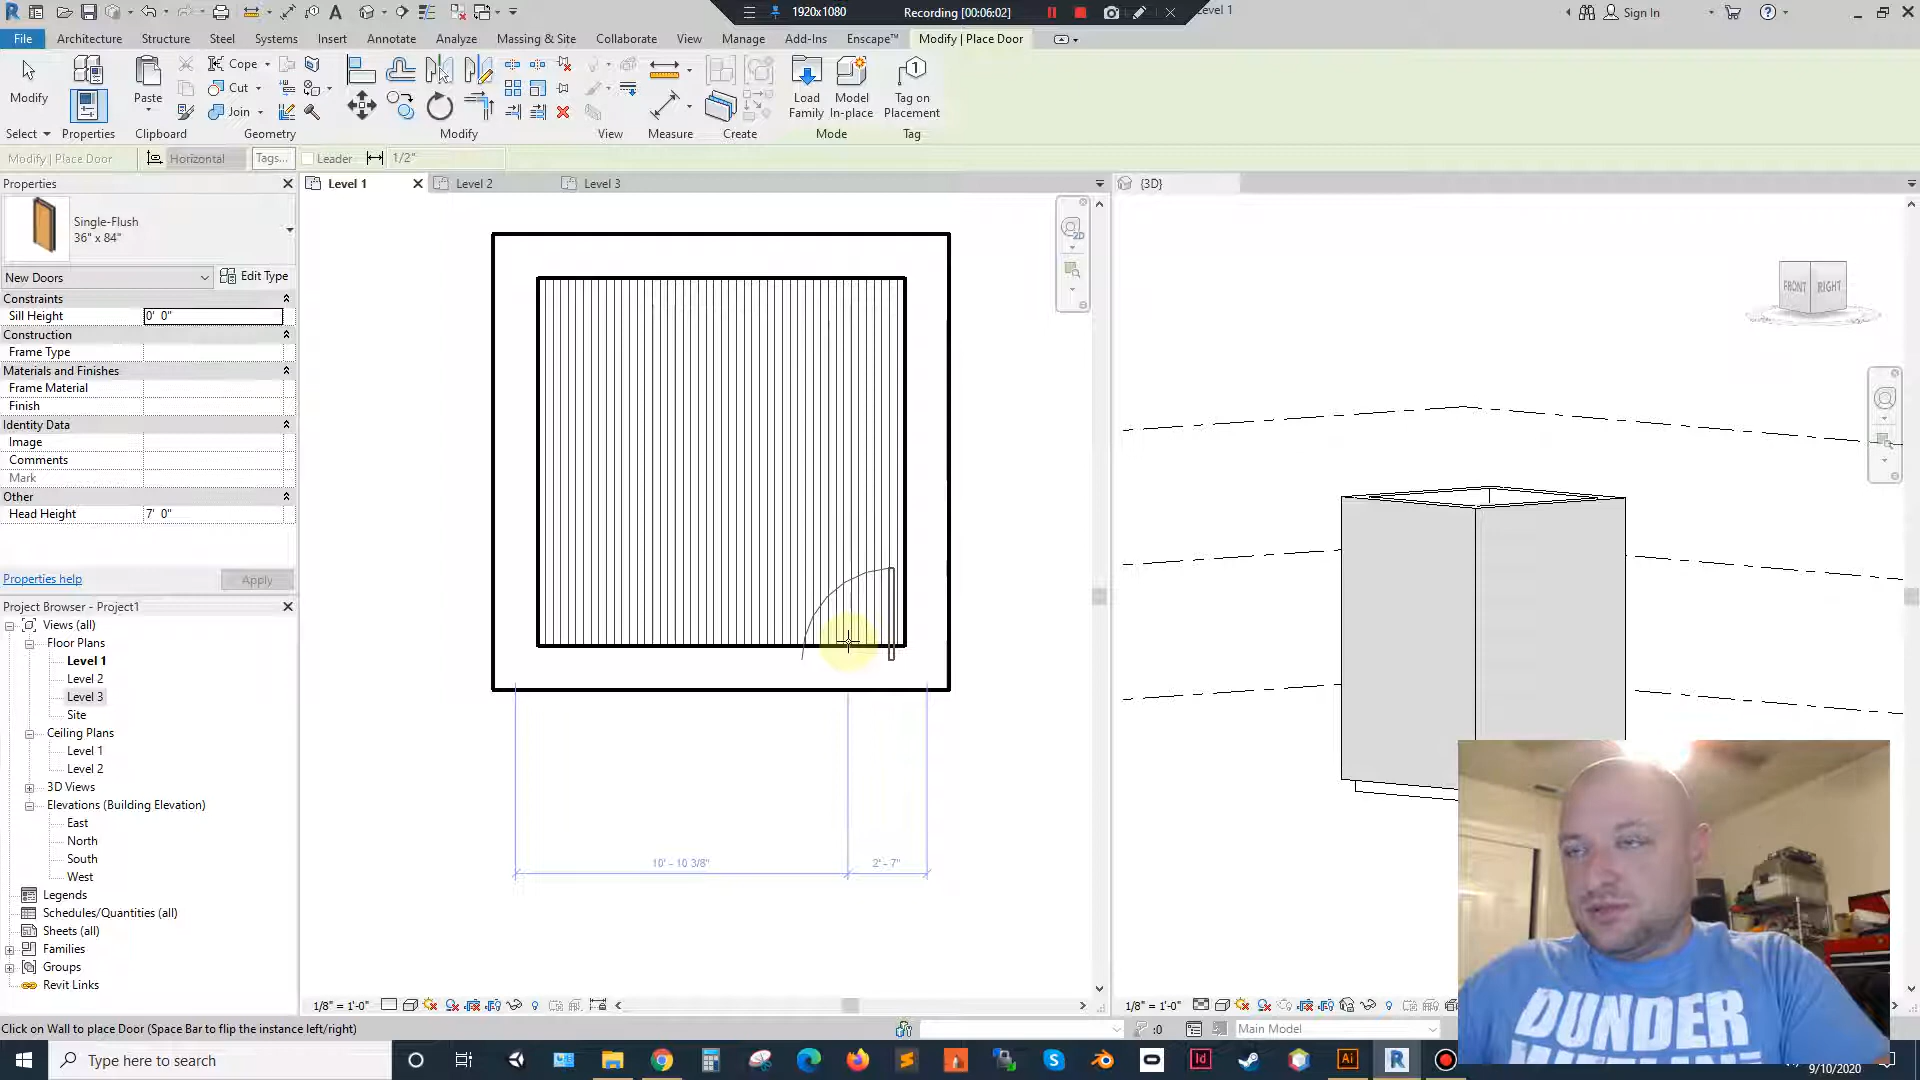 1920x1080
Recording [00:06:02]
Level 1
Sign In
File
Architecture
Structure
Steel
Systems
Insert
Annotate
Analyze
Massing & Site
Collaborate
View
Manage
Add-Ins
Enscape™
Modify | Place Door
Modify
Paste
Cope
Cut
Join
Load Family
Model In-place
1
Tag on Placement
Select
Properties
Clipboard
Geometry
Modify
View
Measure
Create
Mode
Tag
Modify | Place Door
Horizontal
Tags...
Leader
1/2"
Properties
Level 1
Level 2
Level 3
{3D}
Single-Flush
36" x 84"
New Doors
Edit Type
Constraints
Sill Height
0' 0"
Construction
Frame Type
Materials and Finishes
Frame Material
Finish
Identity Data
Image
Comments
Mark
Other
Head Height
7' 0"
Properties help
Apply
2D
FRONT
RIGHT
Project Browser - Project1
Views (all)
Floor Plans
Level 1
Level 2
Level 3
Site
Ceiling Plans
Level 1
Level 2
3D Views
Elevations (Building Elevation)
East
North
South
West
Legends
Schedules/Quantities (all)
Sheets (all)
Families
Groups
Revit Links
10' - 10 3/8"
2' - 7"
1/8" = 1'-0"
1/8" = 1'-0"
Click on Wall to place Door (Space Bar to flip the instance left/right)
:0
Main Model
DUNDER
Type here to search
9/10/2020